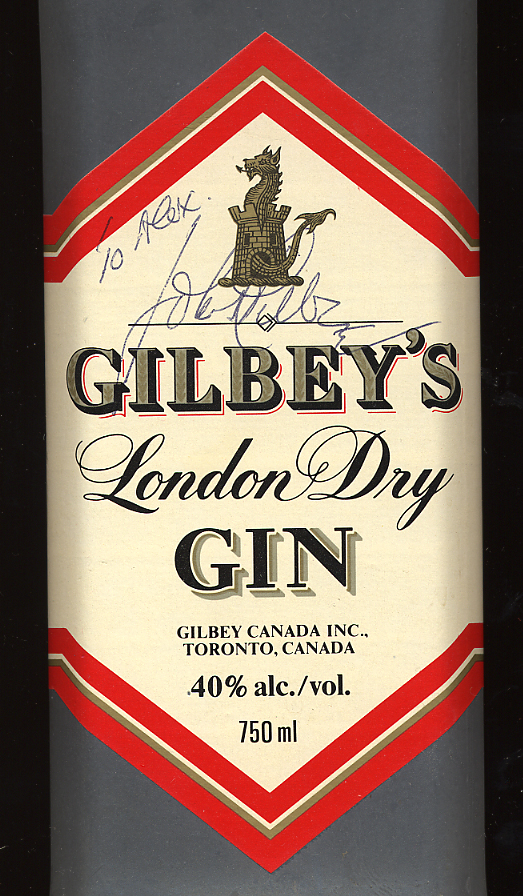 To Alex.
GILBEY'S
London Dry
GIN
GILBEY CANADA INC.,
TORONTO, CANADA
40% alc./vol.
750 ml